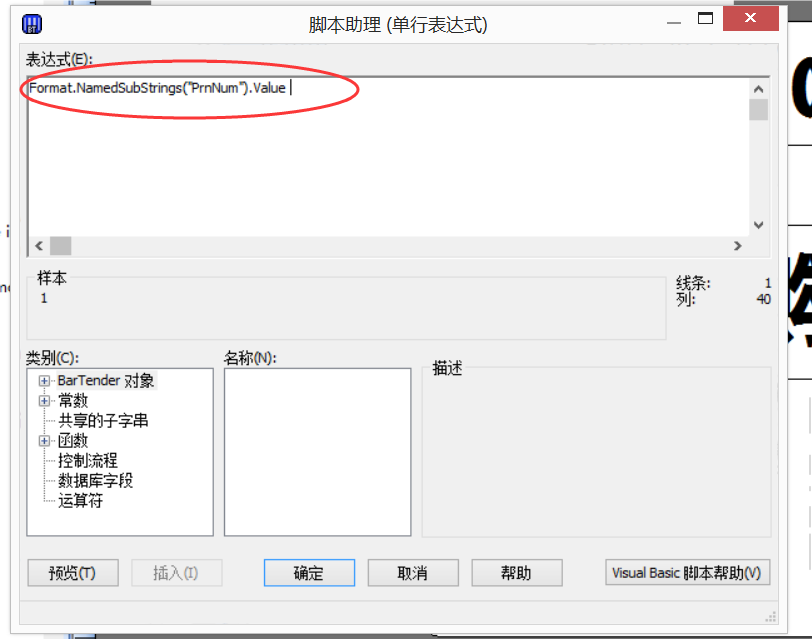 脚本助理 (单行表达式)
表达式(E):
Format.NamedSubStrings("PrnNum").Value
样本
1
线条: 1
列: 40
类别(C):
名称(N):
描述
BarTender 对象
常数
共享的子字串
函数
控制流程
数据库字段
运算符
预览(T)
插入(I)
确定
取消
帮助
Visual Basic 脚本帮助(V)